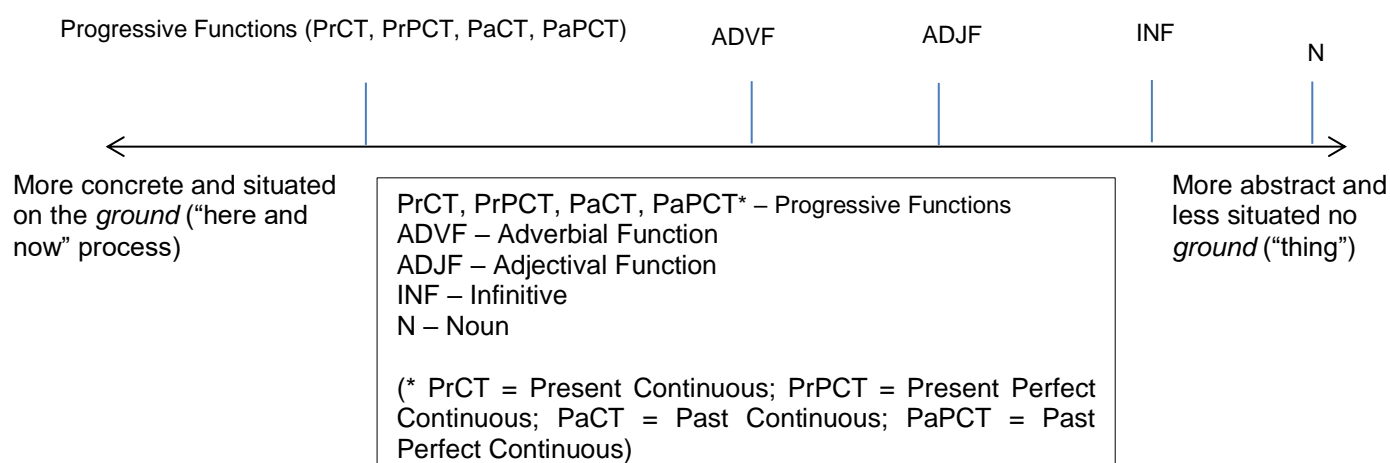 Progressive Functions (PrCT, PrPCT, PaCT, PaPCT)
ADVF
ADJF
INF
N
More concrete and situated
on the ground (“here and
now” process)
PrCT, PrPCT, PaCT, PaPCT* – Progressive Functions
ADVF – Adverbial Function
ADJF – Adjectival Function
INF – Infinitive
N – Noun
(* PrCT = Present Continuous; PrPCT = Present Perfect
Continuous; PaCT = Past Continuous; PaPCT = Past
Perfect Continuous)
More abstract and
less situated no
ground (“thing”)